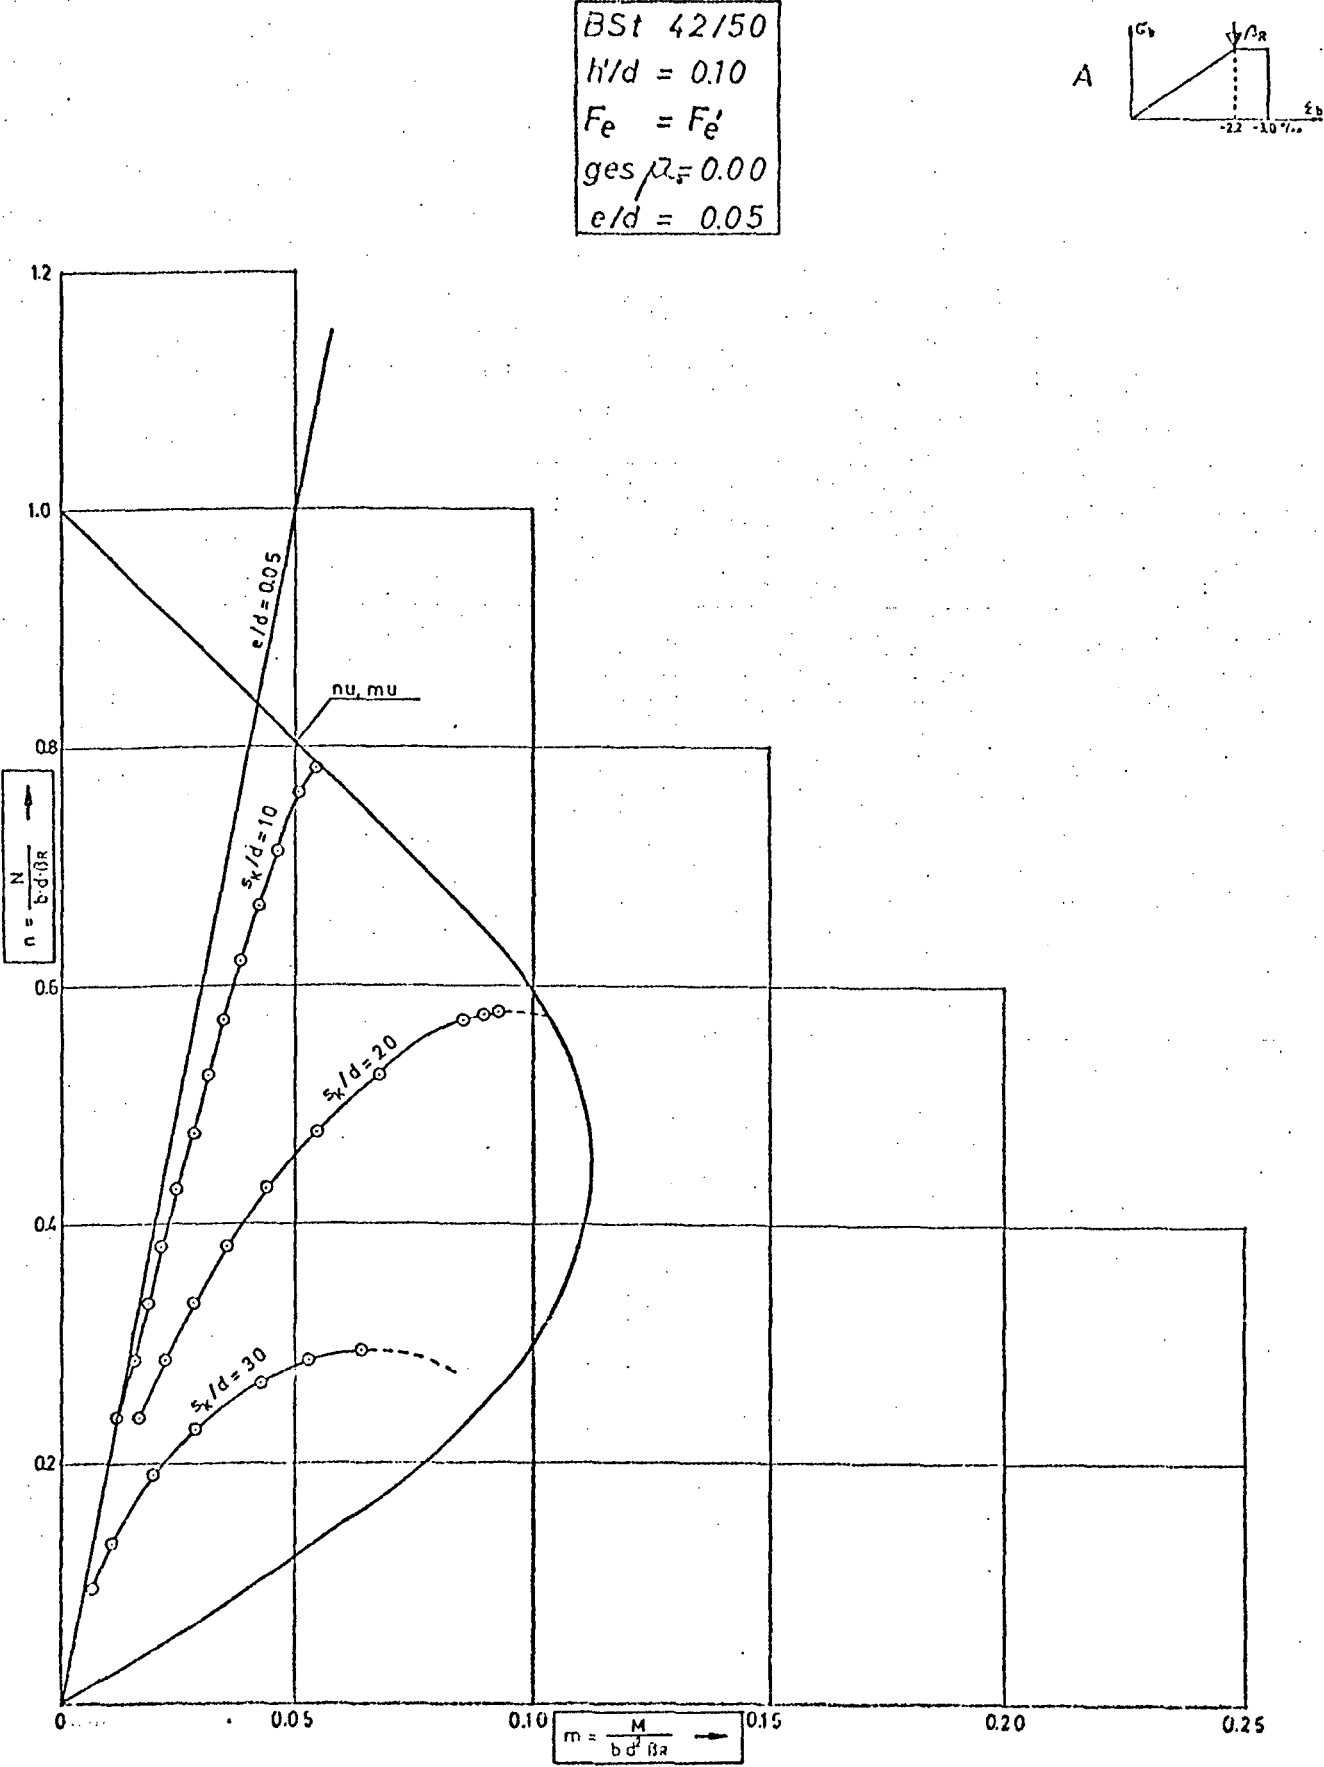 BSt 42/50
h'/d = 0.10
Fe = Fe'
ges μ = 0.00
e/d = 0.05
A
σb
βR
εb
-2.2 -3.0 ‰
1.2
1.0
0.8
0.6
0.4
0.2
e/d = 0.05
nu, mu
sK/d = 10
sK/d = 20
sK/d = 30
n = N / b·d·βR
0
0.05
0.10
0.15
0.20
0.25
m = M / b d² βR